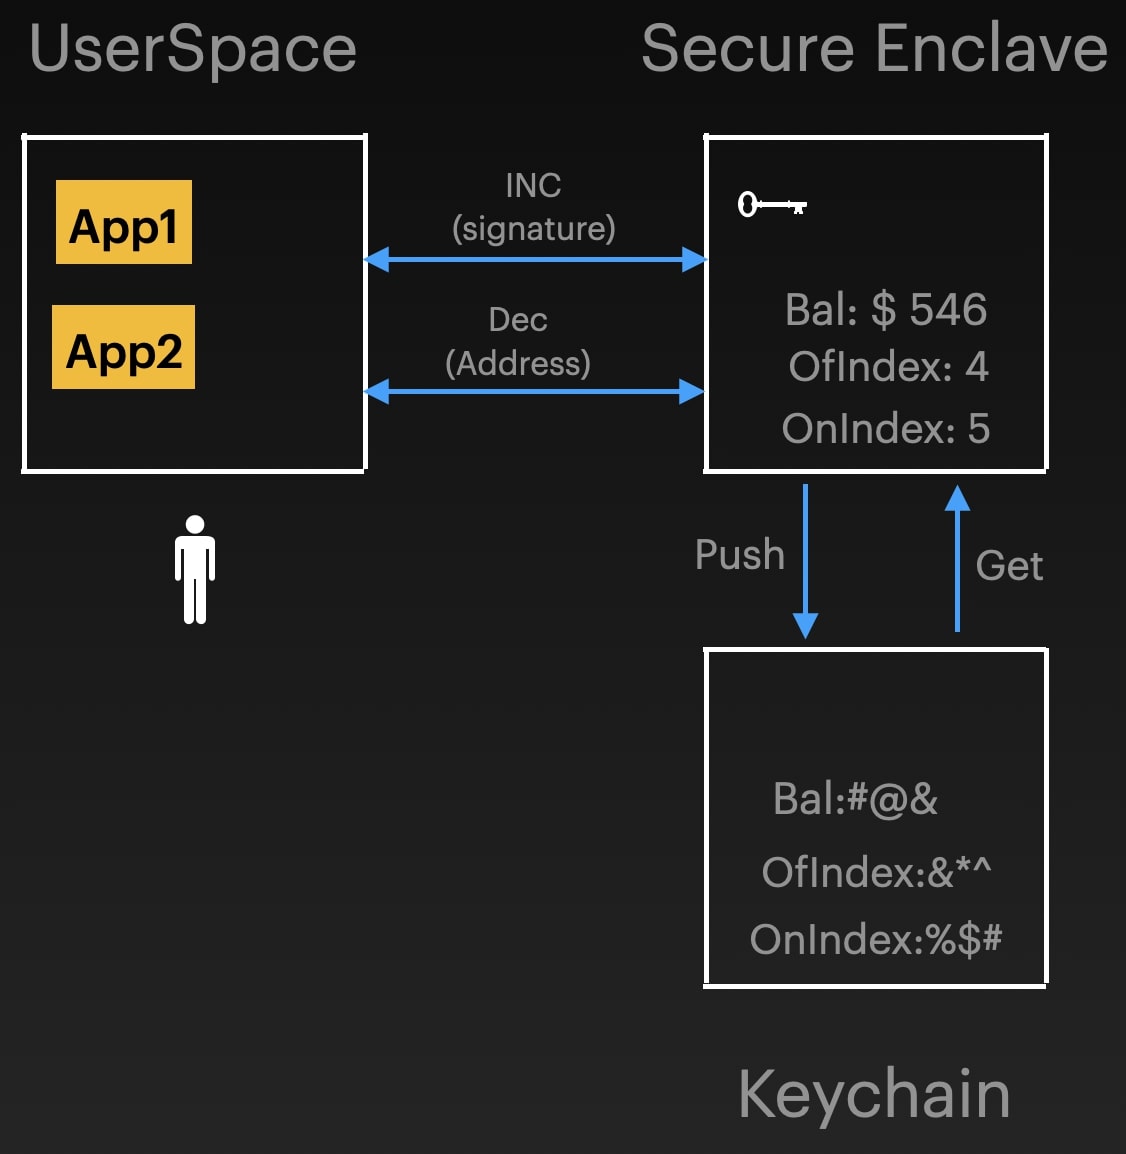 UserSpace
Secure Enclave
App1
App2
INC
(signature)
Dec
(Address)
Bal: $ 546
OfIndex: 4
OnIndex: 5
Push
Get
Bal:#@&
OfIndex:&*^
OnIndex:%$#
Keychain